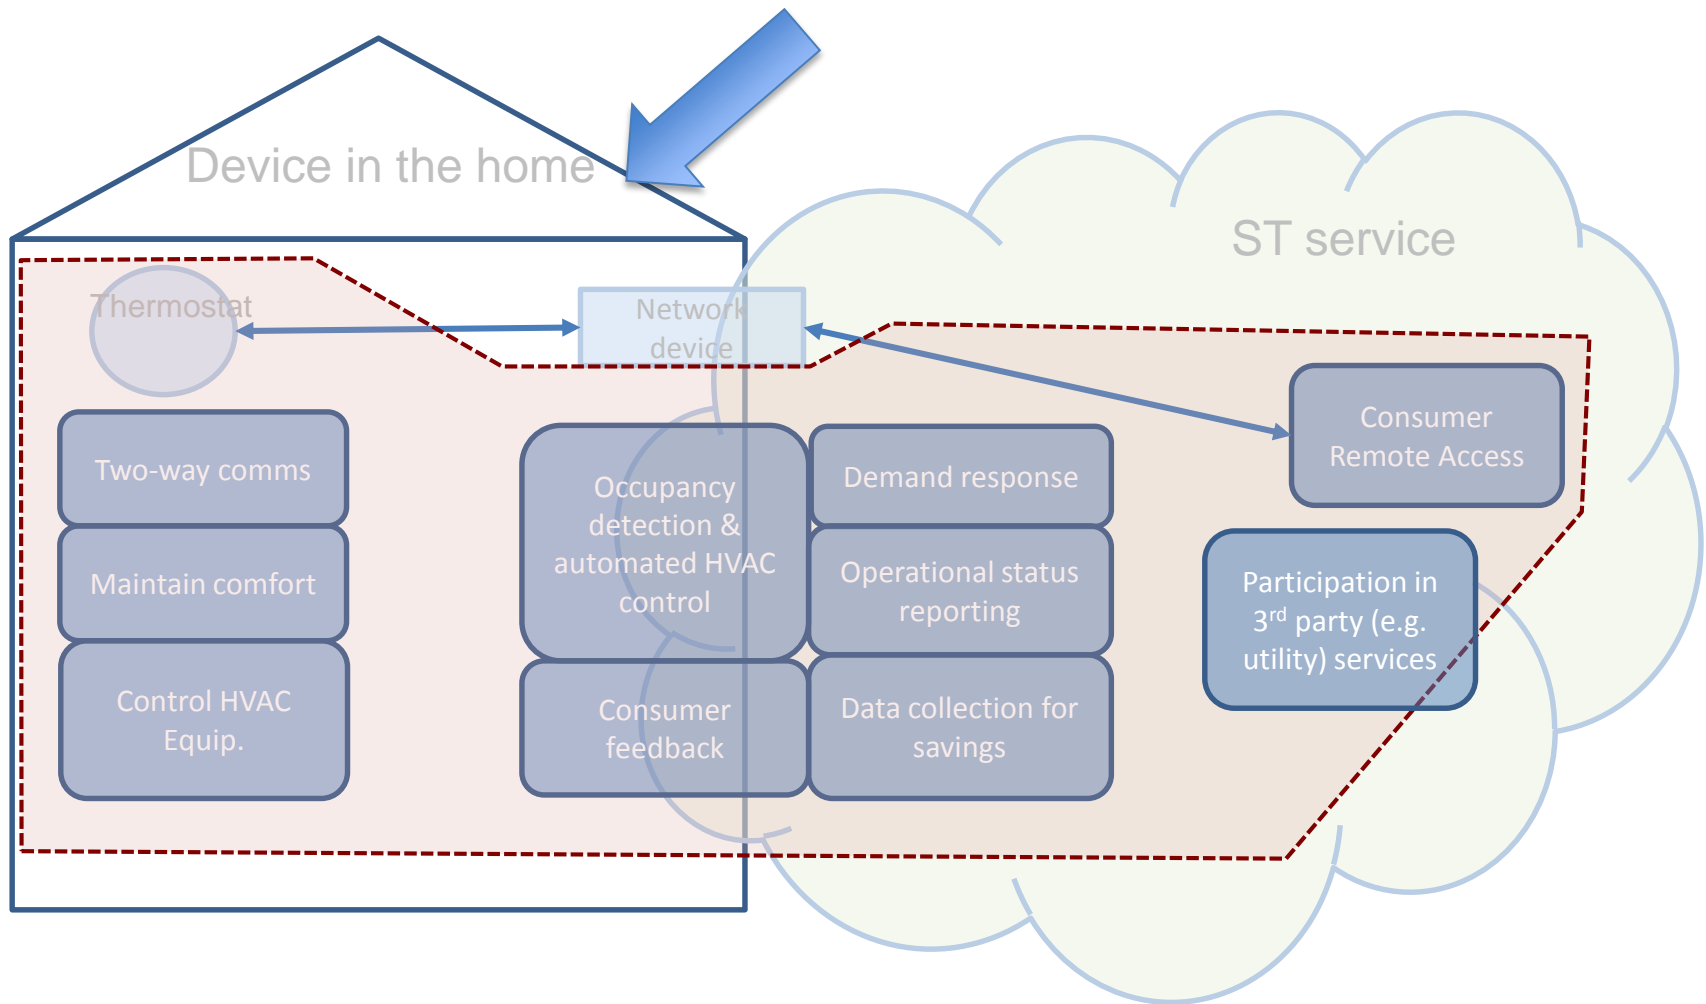 Device in the home
ST service
Thermostat
Network
device
Two-way comms
Maintain comfort
Control HVAC
Equip.
Occupancy
detection &
automated HVAC
control
Consumer
feedback
Demand response
Operational status
reporting
Data collection for
savings
Consumer
Remote Access
Participation in
3rd party (e.g.
utility) services